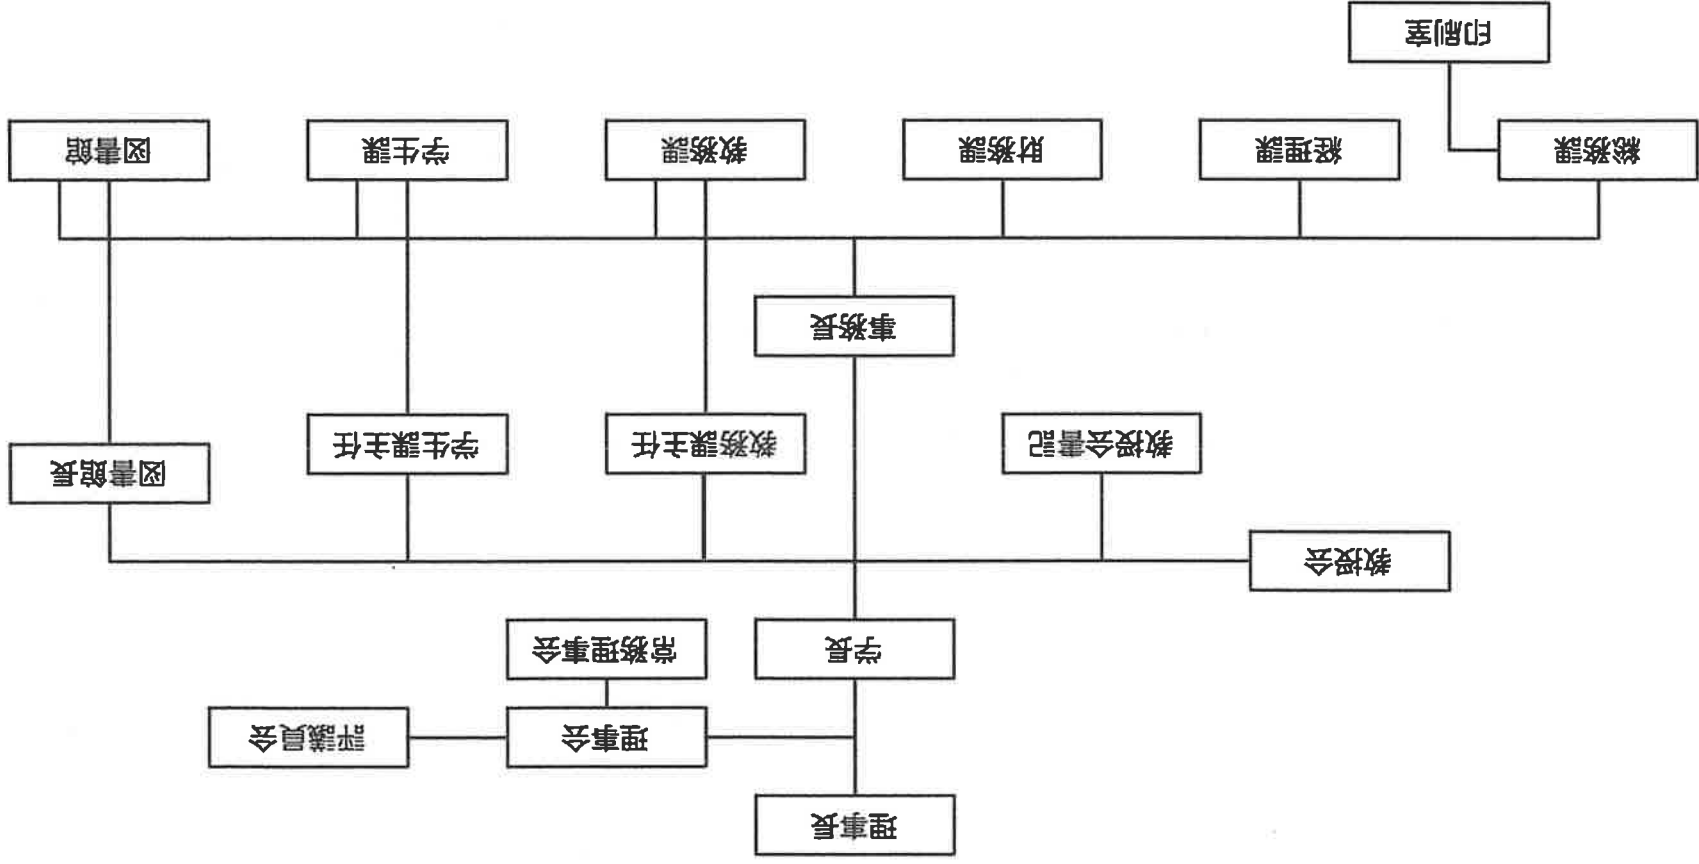 理事長
理事会
評議員会
学長
常務理事会
教授会
教授会書記
教務課主任
学生課主任
図書館長
事務長
総務課
経理課
財務課
教務課
学生課
図書館
印刷室